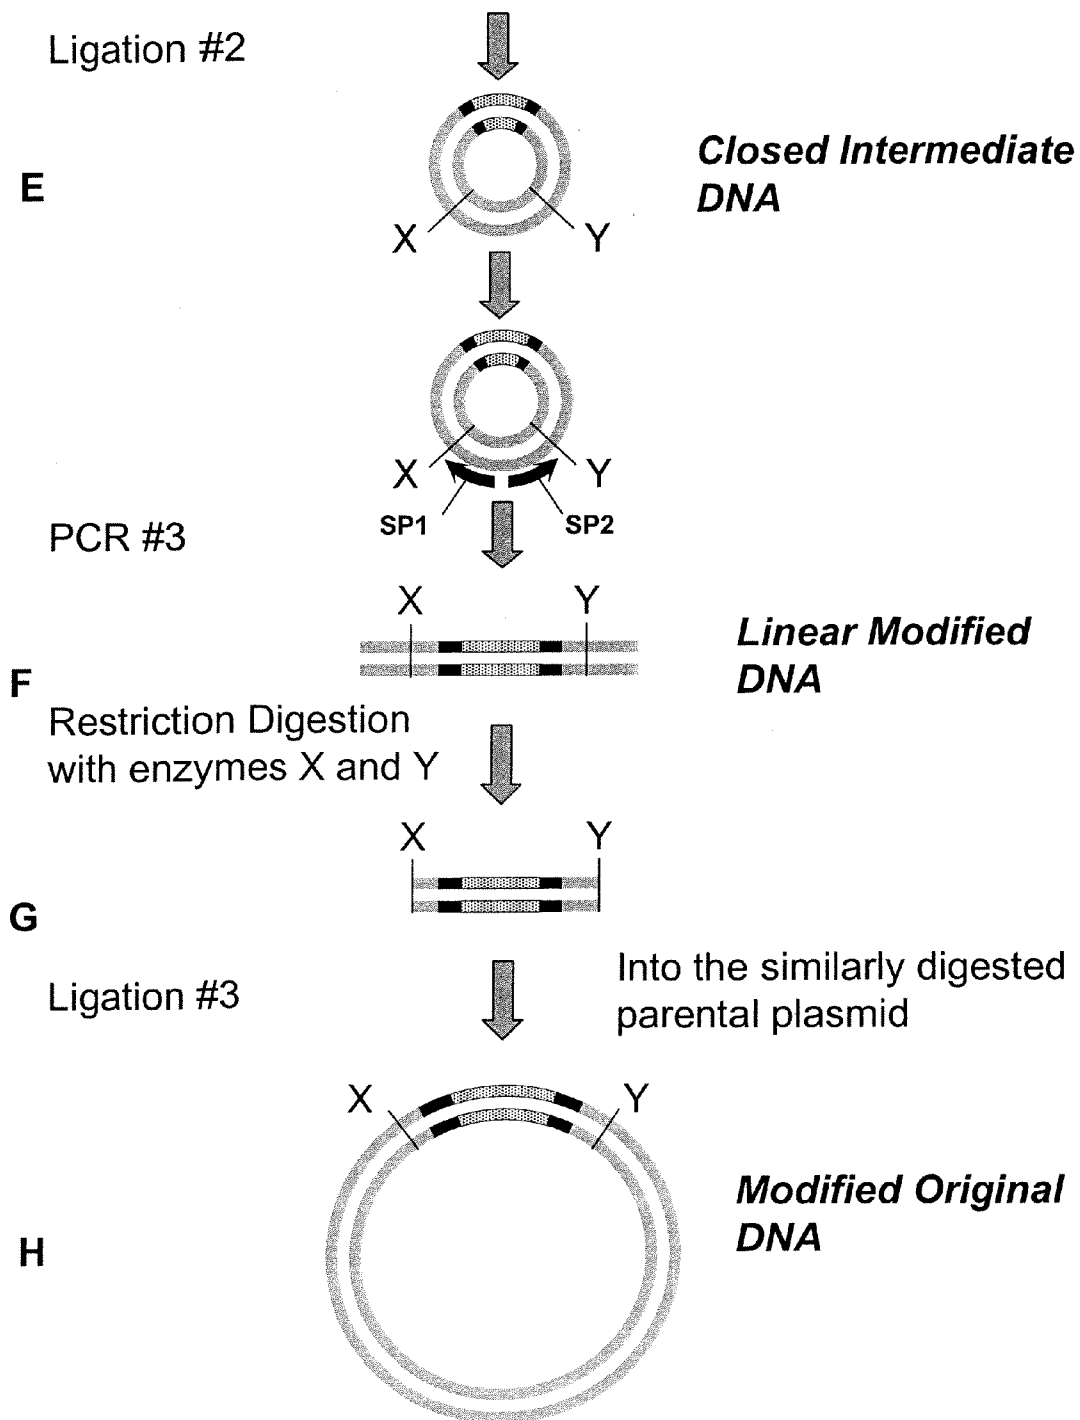 Ligation #2
Closed Intermediate
DNA
E
X
Y
X
Y
SP1
SP2
PCR #3
X
Y
Linear Modified
DNA
F
Restriction Digestion
with enzymes X and Y
X
Y
G
Into the similarly digested
parental plasmid
Ligation #3
X
Y
Modified Original
DNA
H